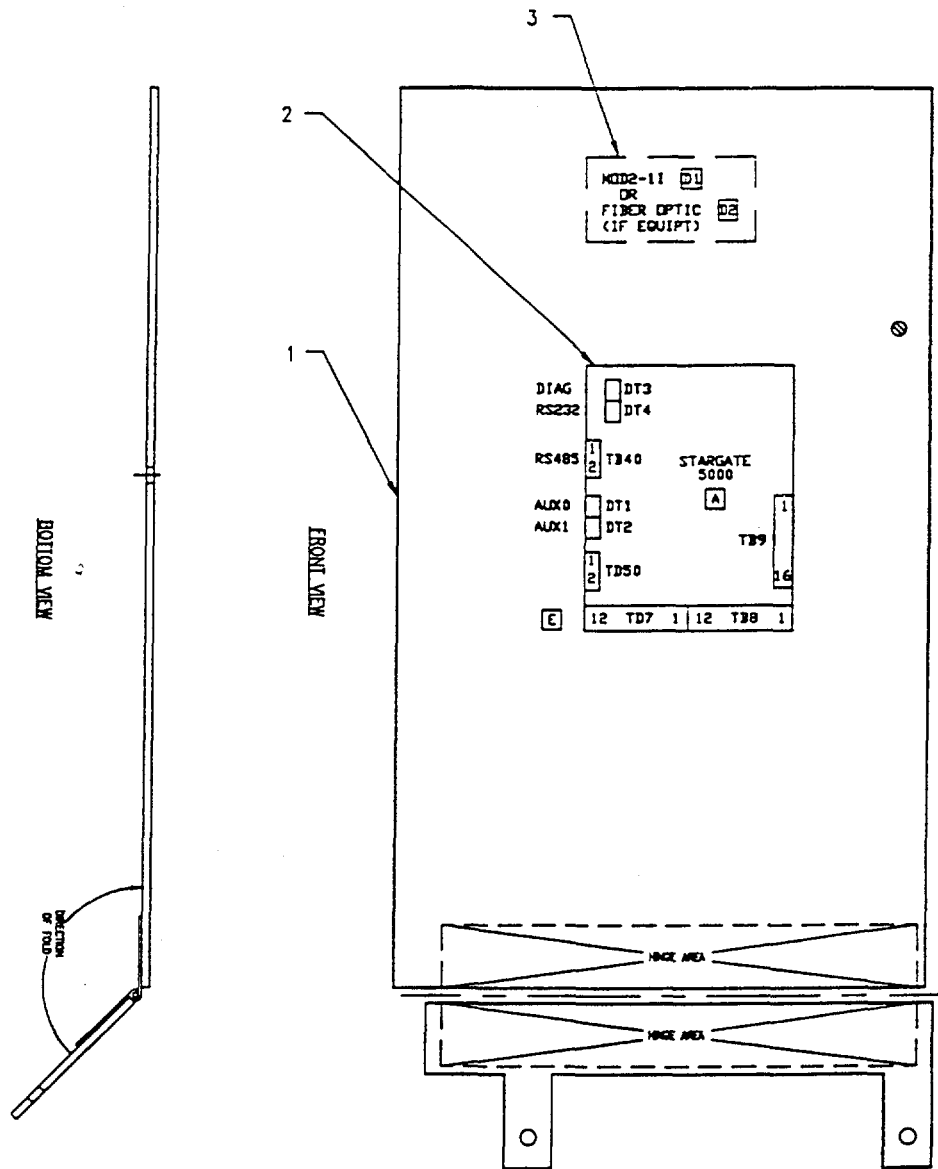 3
2
1
MOD2-11 D1
OR
FIBER OPTIC D2
(IF EQUIPT)
DIAG DT3
RS232 DT4
RS485 1 2 TB40
STARGATE
5000
A
AUX0 DT1
AUX1 DT2
1 2 TD50
1 TB9 16
E 12 TD7 1 12 TB8 1
FRONT VIEW
BOTTOM VIEW
DIRECTION
OF FOLD
HINGE AREA
HINGE AREA